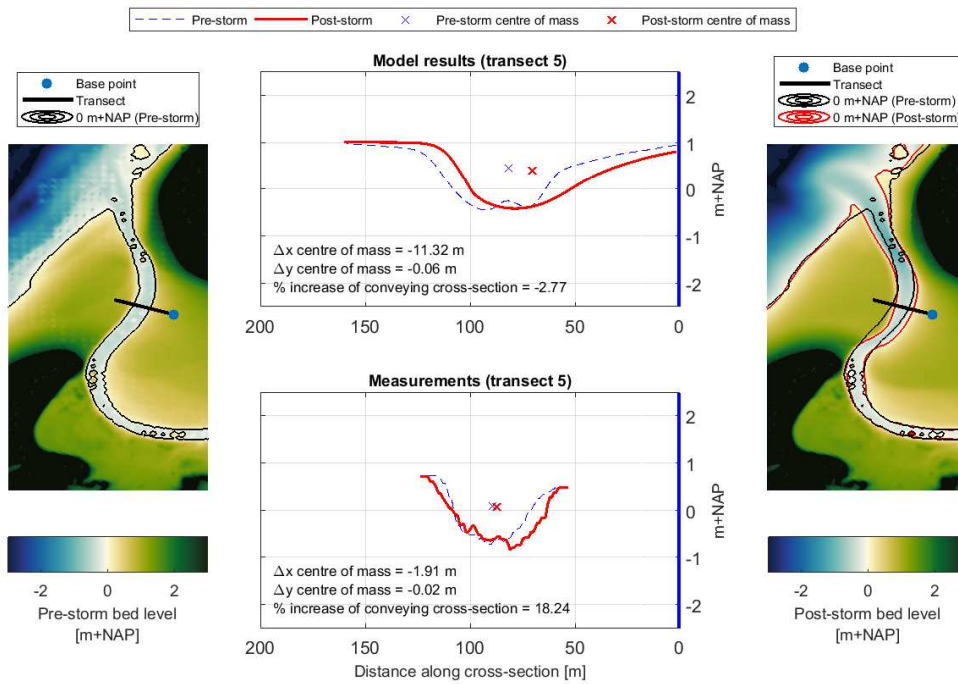 Pre-storm Post-storm Pre-storm centre of mass Post-storm centre of mass
Base point
Transect
0 m+NAP (Pre-storm)
-2 0 2
Pre-storm bed level
[m+NAP]
Model results (transect 5)
2
1
0
-1
-2
m+NAP
Δx centre of mass = -11.32 m
Δy centre of mass = -0.06 m
% increase of conveying cross-section = -2.77
200 150 100 50 0
Measurements (transect 5)
2
1
0
-1
-2
m+NAP
Δx centre of mass = -1.91 m
Δy centre of mass = -0.02 m
% increase of conveying cross-section = 18.24
200 150 100 50 0
Distance along cross-section [m]
Base point
Transect
0 m+NAP (Pre-storm)
0 m+NAP (Post-storm)
-2 0 2
Post-storm bed level
[m+NAP]